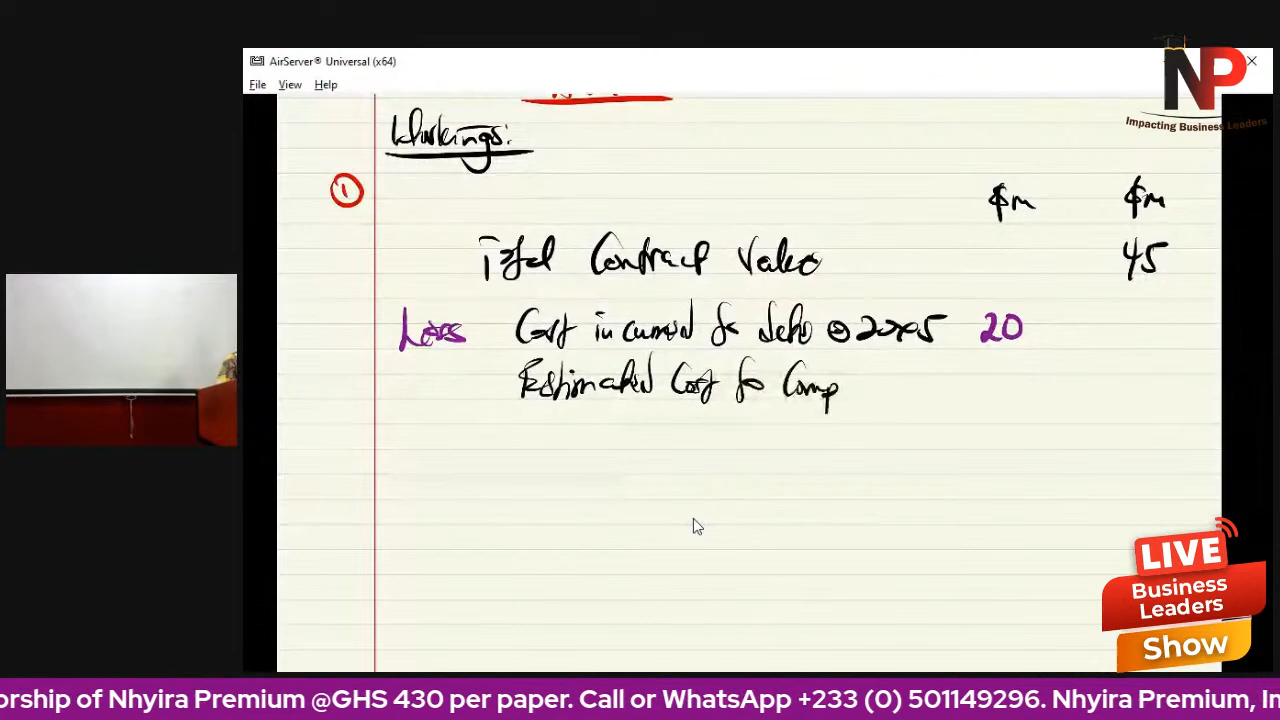 AirServer® Universal (x64)
File View Help
NP
Impacting Business Leaders
Workings:
1
$m $m
Total Contract Value 45
Less Cost incurred to date 20x5 20
Estimated Cost to Comp
LIVE
Business
Leaders
Show
orship of Nhyira Premium @GHS 430 per paper. Call or WhatsApp +233 (0) 501149296. Nhyira Premium, In